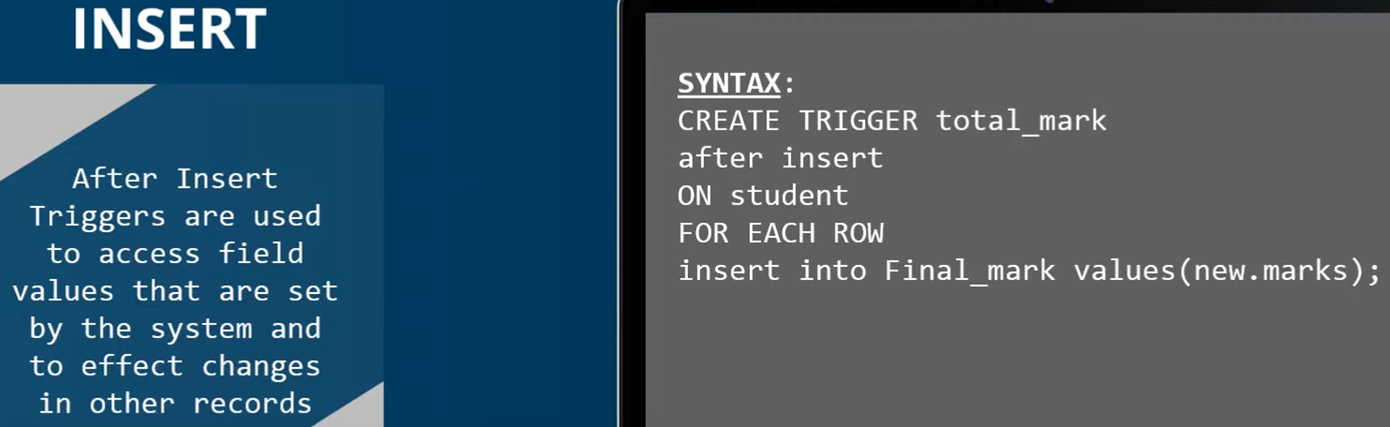 INSERT
After Insert
Triggers are used
to access field
values that are set
by the system and
to effect changes
in other records
SYNTAX:
CREATE TRIGGER total_mark
after insert
ON student
FOR EACH ROW
insert into Final_mark values(new.marks);